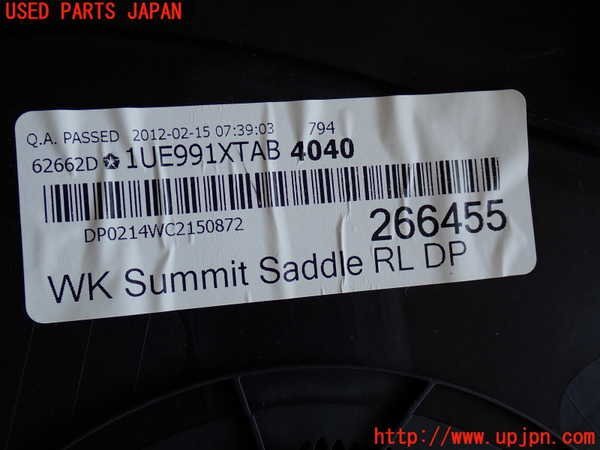 USED PARTS JAPAN
Q.A. PASSED 2012-02-15 07:39:03 794
62662D 1UE991XTAB 4040
DP0214WC2150872
266455
WK Summit Saddle RL DP
http://www.upjpn.com/